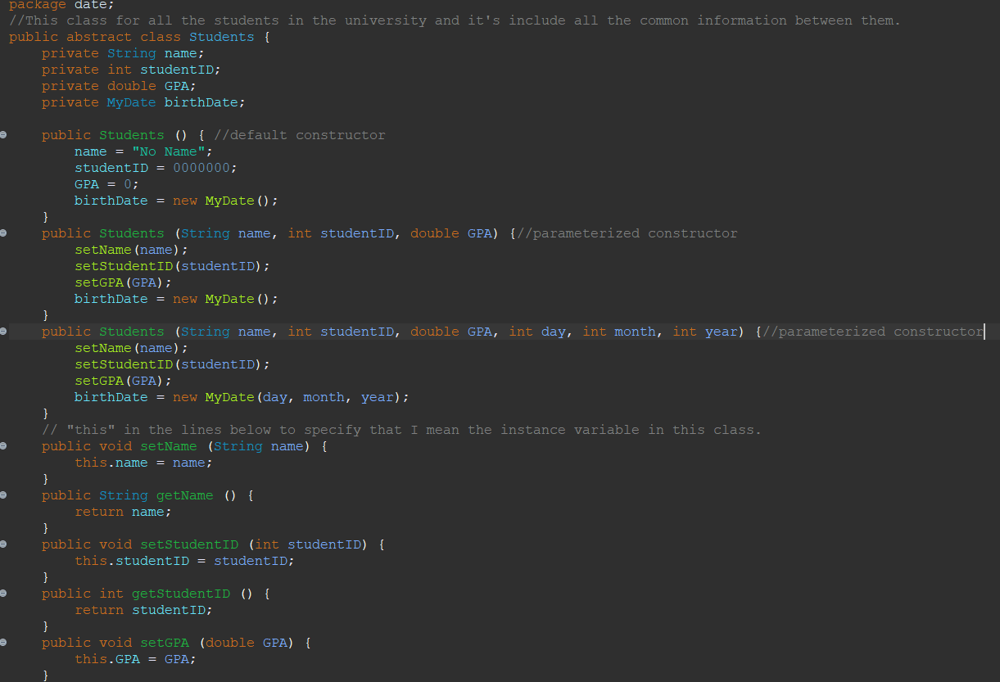 package date;
//This class for all the students in the university and it's include all the common information between them.
public abstract class Students {
    private String name;
    private int studentID;
    private double GPA;
    private MyDate birthDate;

    public Students () { //default constructor
        name = "No Name";
        studentID = 0000000;
        GPA = 0;
        birthDate = new MyDate();
    }
    public Students (String name, int studentID, double GPA) {//parameterized constructor
        setName(name);
        setStudentID(studentID);
        setGPA(GPA);
        birthDate = new MyDate();
    }
    public Students (String name, int studentID, double GPA, int day, int month, int year) {//parameterized constructor
        setName(name);
        setStudentID(studentID);
        setGPA(GPA);
        birthDate = new MyDate(day, month, year);
    }
    // "this" in the lines below to specify that I mean the instance variable in this class.
    public void setName (String name) {
        this.name = name;
    }
    public String getName () {
        return name;
    }
    public void setStudentID (int studentID) {
        this.studentID = studentID;
    }
    public int getStudentID () {
        return studentID;
    }
    public void setGPA (double GPA) {
        this.GPA = GPA;
    }